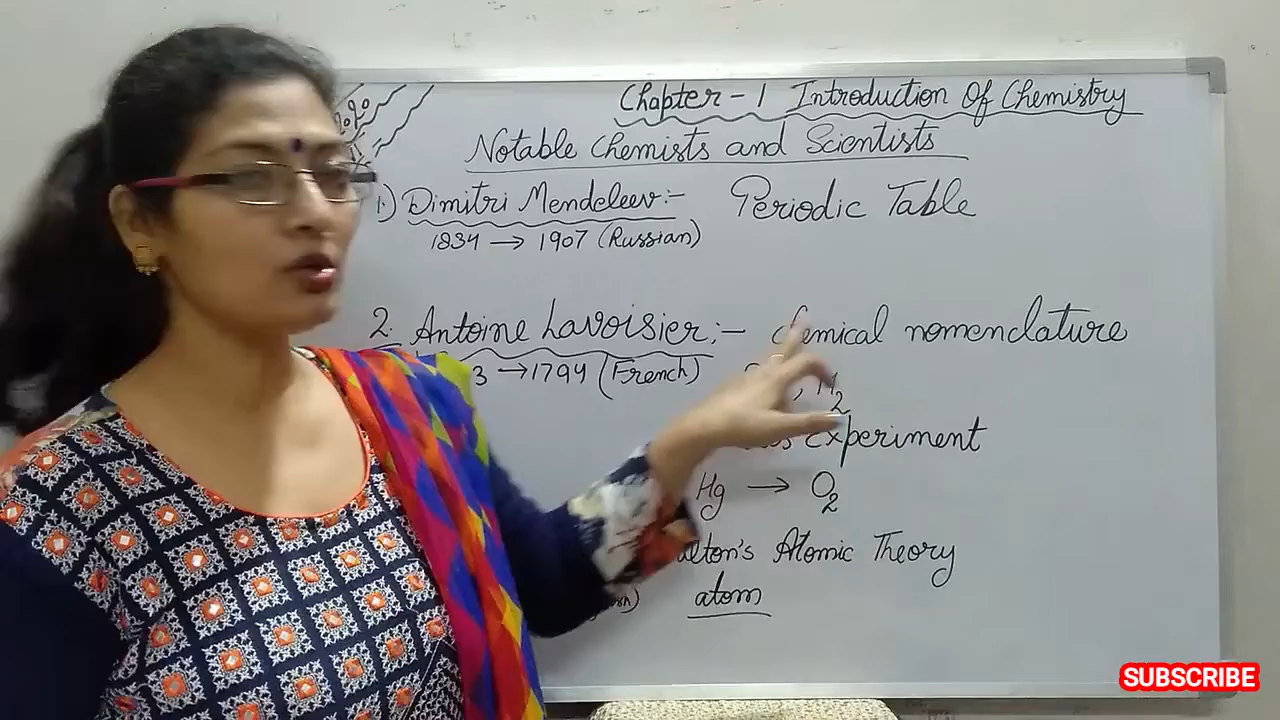 Chapter - 1 Introduction Of Chemistry
Notable Chemists and Scientists
1) Dimitri Mendeleev:- Periodic Table
1834 → 1907 (Russian)
2. Antoine Lavoisier:- chemical nomenclature
3 → 1794 (French) , H2
Experiment
Hg → O2
alton's Atomic Theory
atom
SUBSCRIBE